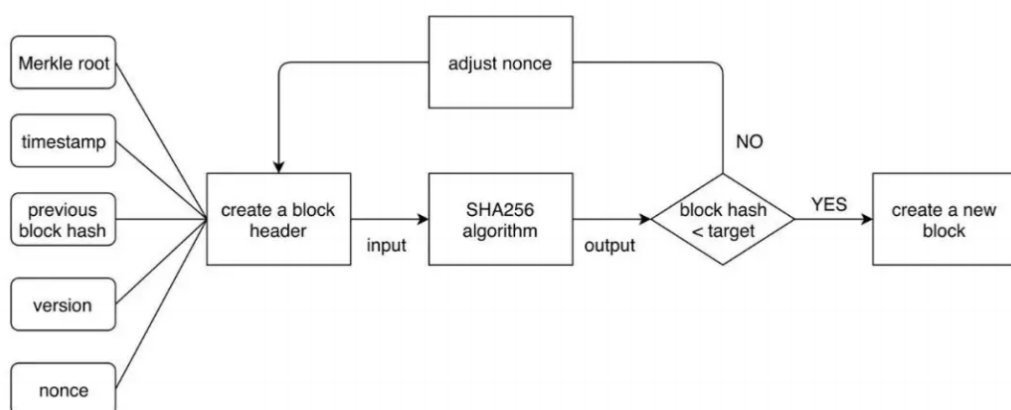 Merkle root
timestamp
previous
block hash
version
nonce
create a block
header
input
adjust nonce
SHA256
algorithm
output
NO
block hash
< target
YES
create a new
block